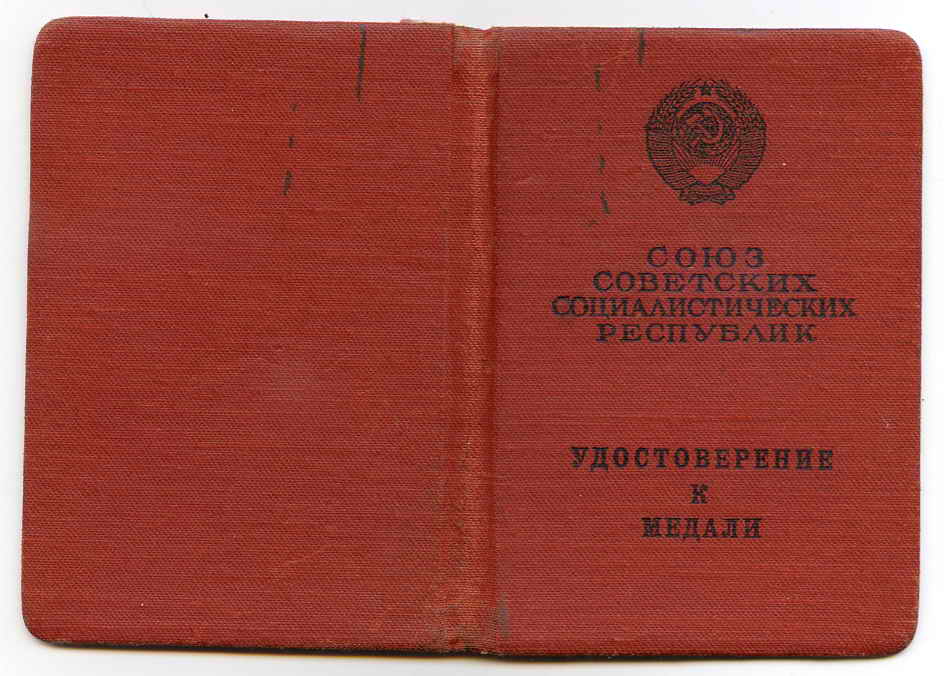 СОЮЗ
СОВЕТСКИХ
СОЦИАЛИСТИЧЕСКИХ
РЕСПУБЛИК
УДОСТОВЕРЕНИЕ
К
МЕДАЛИ